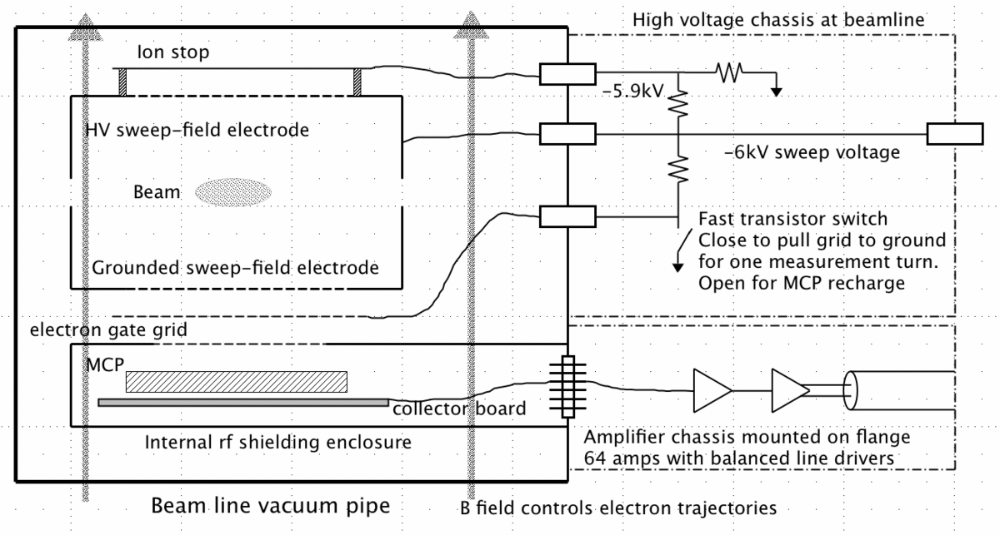 High voltage chassis at beamline
Ion stop
-5.9kV
HV sweep-field electrode
-6kV sweep voltage
Beam
Fast transistor switch
Close to pull grid to ground
for one measurement turn.
Open for MCP recharge
Grounded sweep-field electrode
electron gate grid
MCP
collector board
Internal rf shielding enclosure
Amplifier chassis mounted on flange
64 amps with balanced line drivers
Beam line vacuum pipe
B field controls electron trajectories